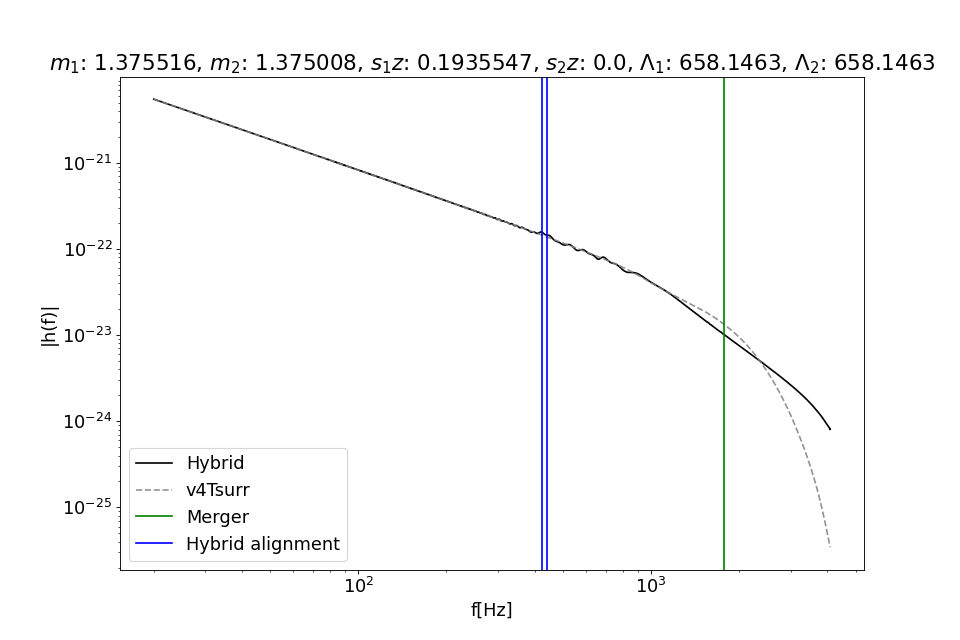 m₁: 1.375516, m₂: 1.375008, s₁z: 0.1935547, s₂z: 0.0, Λ₁: 658.1463, Λ₂: 658.1463
10⁻²¹
10⁻²²
10⁻²³
10⁻²⁴
10⁻²⁵
|h(f)|
Hybrid
v4Tsurr
Merger
Hybrid alignment
10² 10³
f[Hz]